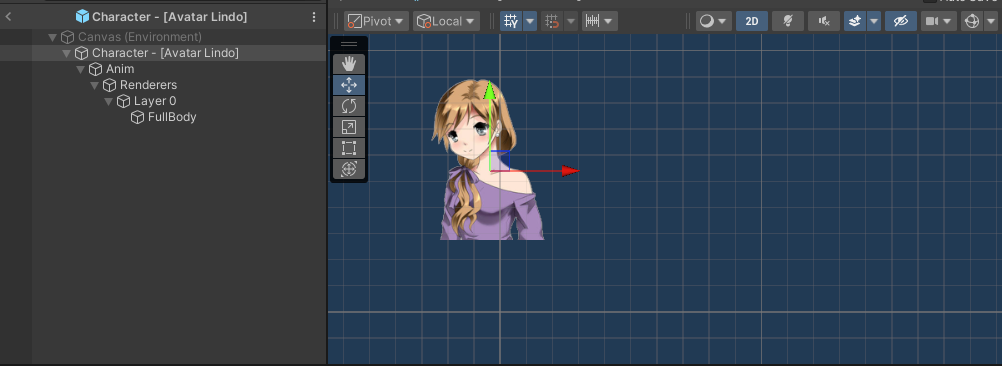 Character - [Avatar Lindo]
Pivot
Local
2D
Canvas (Environment)
Character - [Avatar Lindo]
Anim
Renderers
Layer 0
FullBody